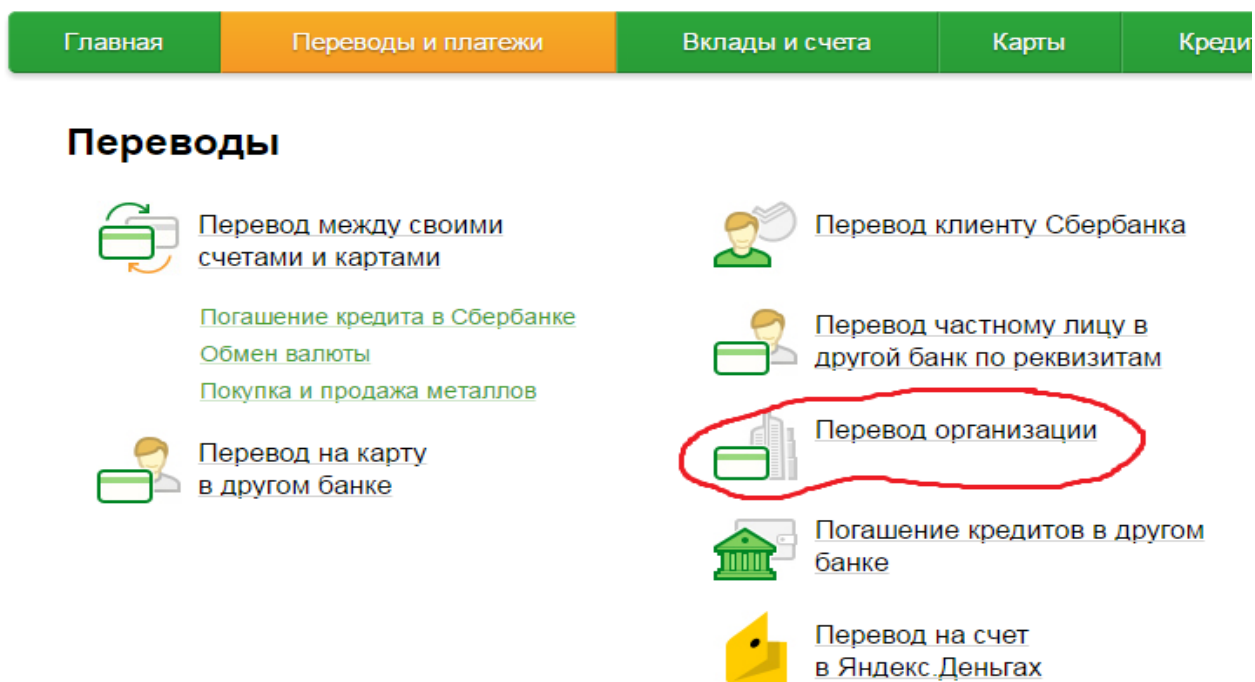 Главная
Переводы и платежи
Вклады и счета
Карты
Переводы
Перевод между своими
счетами и картами
Погашение кредита в Сбербанке
Обмен валюты
Покупка и продажа металлов
Перевод на карту
в другом банке
Перевод клиенту Сбербанка
Перевод частному лицу в
другой банк по реквизитам
Перевод организации
Погашение кредитов в другом
банке
Перевод на счет
в Яндекс.Деньгах